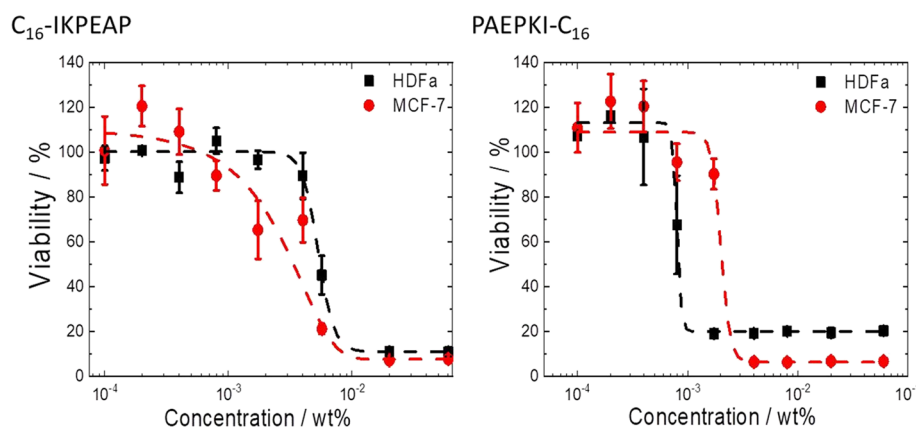 C₁₆-IKPEAP
PAEPKI-C₁₆
140
120
100
80
60
40
20
0
Viability / %
HDFa
MCF-7
10⁻⁴
10⁻³
10⁻²
Concentration / wt%
140
120
100
80
60
40
20
0
Viability / %
HDFa
MCF-7
10⁻⁴
10⁻³
10⁻²
10⁻
Concentration / wt%